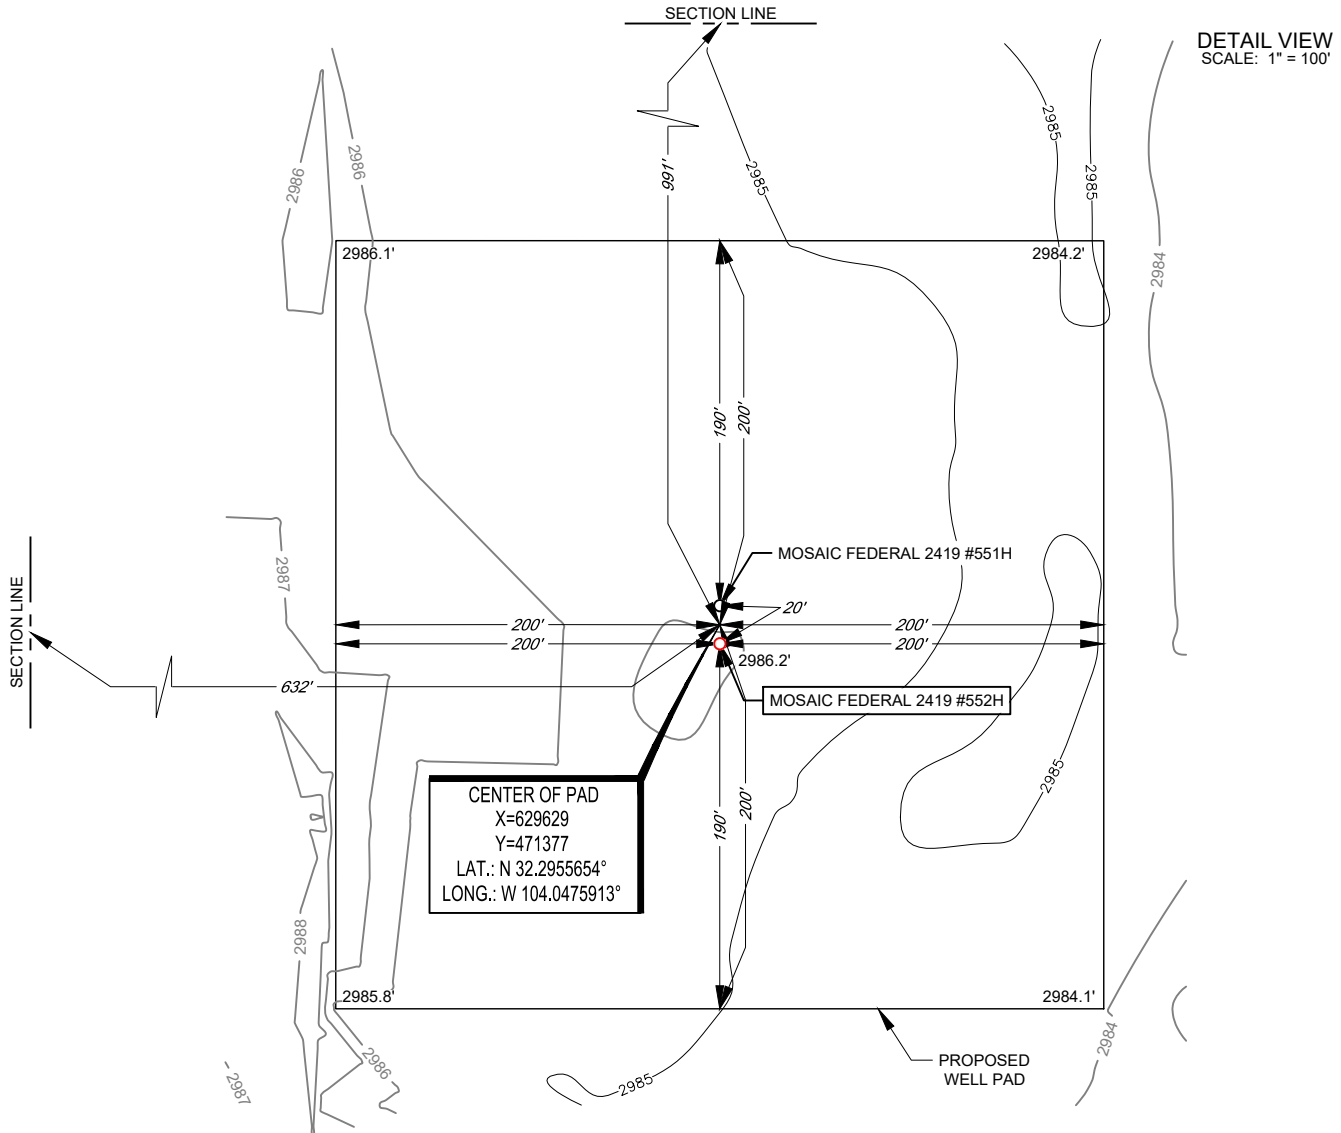 SECTION LINE
DETAIL VIEW
SCALE: 1" = 100'
2985
2986
2986
991'
2985
2985
2986.1'
2984.2'
2984
190'
200'
MOSAIC FEDERAL 2419 #551H
2987
SECTION LINE
20'
200'
200'
200'
200'
2986.2'
632'
MOSAIC FEDERAL 2419 #552H
2985
CENTER OF PAD
X=629629
Y=471377
LAT.: N 32.2955654°
LONG.: W 104.0475913°
190'
200'
2988
2985.8'
2984.1'
2984
2986
PROPOSED
WELL PAD
2987
2985